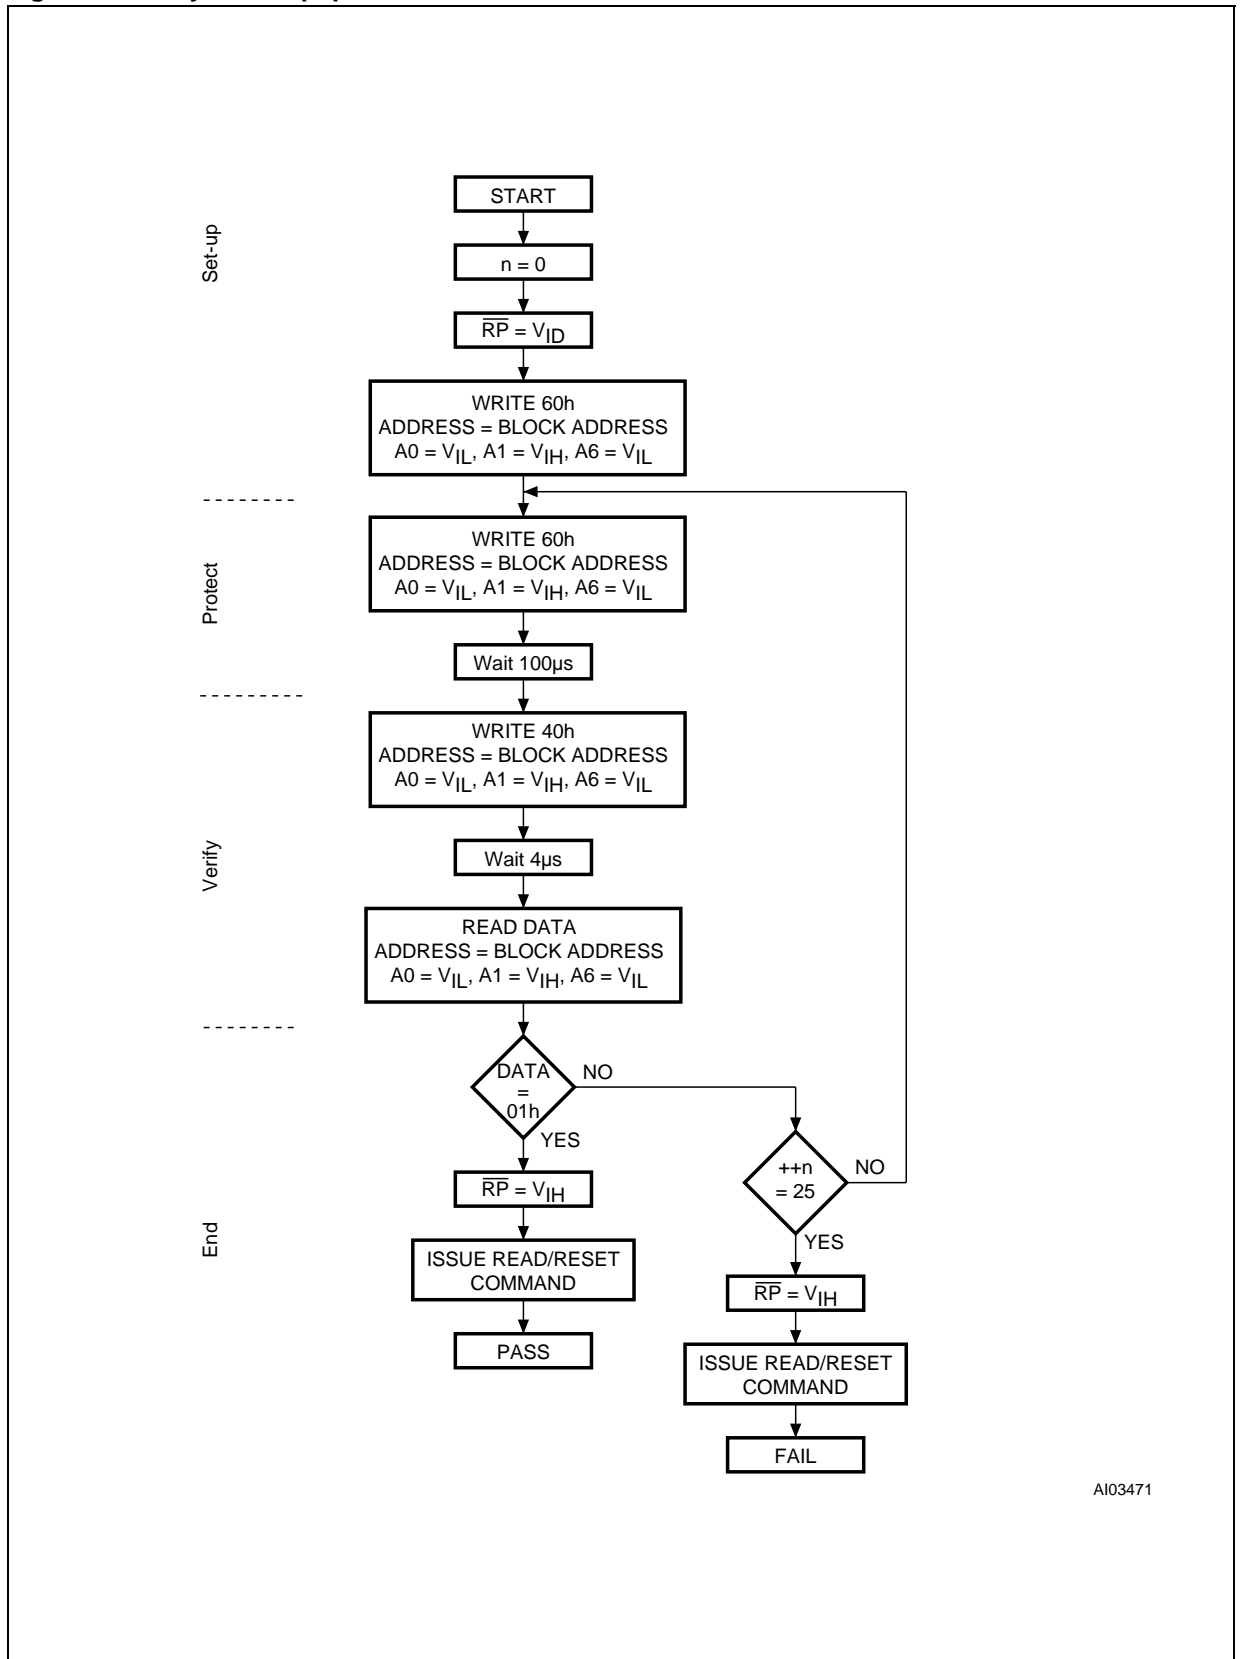 Set-up
START
n = 0
R̅P̅ = VID
WRITE 60h
ADDRESS = BLOCK ADDRESS
A0 = VIL, A1 = VIH, A6 = VIL
Protect
WRITE 60h
ADDRESS = BLOCK ADDRESS
A0 = VIL, A1 = VIH, A6 = VIL
Wait 100µs
Verify
WRITE 40h
ADDRESS = BLOCK ADDRESS
A0 = VIL, A1 = VIH, A6 = VIL
Wait 4µs
READ DATA
ADDRESS = BLOCK ADDRESS
A0 = VIL, A1 = VIH, A6 = VIL
End
DATA
=
01h
NO
YES
++n
= 25
NO
YES
R̅P̅ = VIH
ISSUE READ/RESET
COMMAND
PASS
R̅P̅ = VIH
ISSUE READ/RESET
COMMAND
FAIL
AI03471